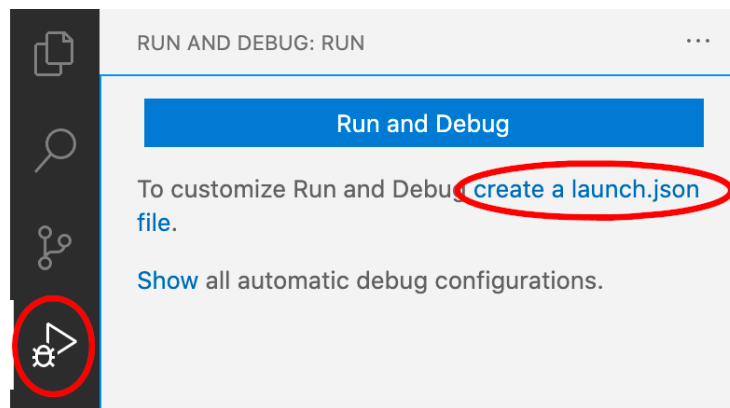 RUN AND DEBUG: RUN
Run and Debug
To customize Run and Debug create a launch.json
file.
Show all automatic debug configurations.